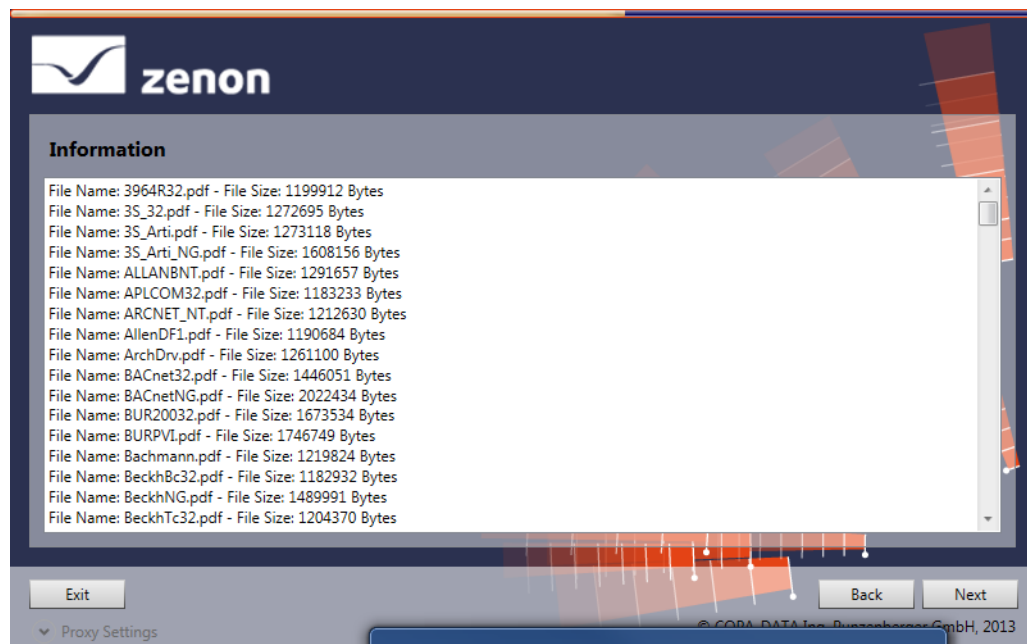 zenon
Information
File Name: 3964R32.pdf - File Size: 1199912 Bytes
File Name: 3S_32.pdf - File Size: 1272695 Bytes
File Name: 3S_Arti.pdf - File Size: 1273118 Bytes
File Name: 3S_Arti_NG.pdf - File Size: 1608156 Bytes
File Name: ALLANBNT.pdf - File Size: 1291657 Bytes
File Name: APLCOM32.pdf - File Size: 1183233 Bytes
File Name: ARCNET_NT.pdf - File Size: 1212630 Bytes
File Name: AllenDF1.pdf - File Size: 1190684 Bytes
File Name: ArchDrv.pdf - File Size: 1261100 Bytes
File Name: BACnet32.pdf - File Size: 1446051 Bytes
File Name: BACnetNG.pdf - File Size: 2022434 Bytes
File Name: BUR20032.pdf - File Size: 1673534 Bytes
File Name: BURPVI.pdf - File Size: 1746749 Bytes
File Name: Bachmann.pdf - File Size: 1219824 Bytes
File Name: BeckhBc32.pdf - File Size: 1182932 Bytes
File Name: BeckhNG.pdf - File Size: 1489991 Bytes
File Name: BeckhTc32.pdf - File Size: 1204370 Bytes
Exit
Back
Next
Proxy Settings
© COPA-DATA Ing. Punzenberger GmbH, 2013